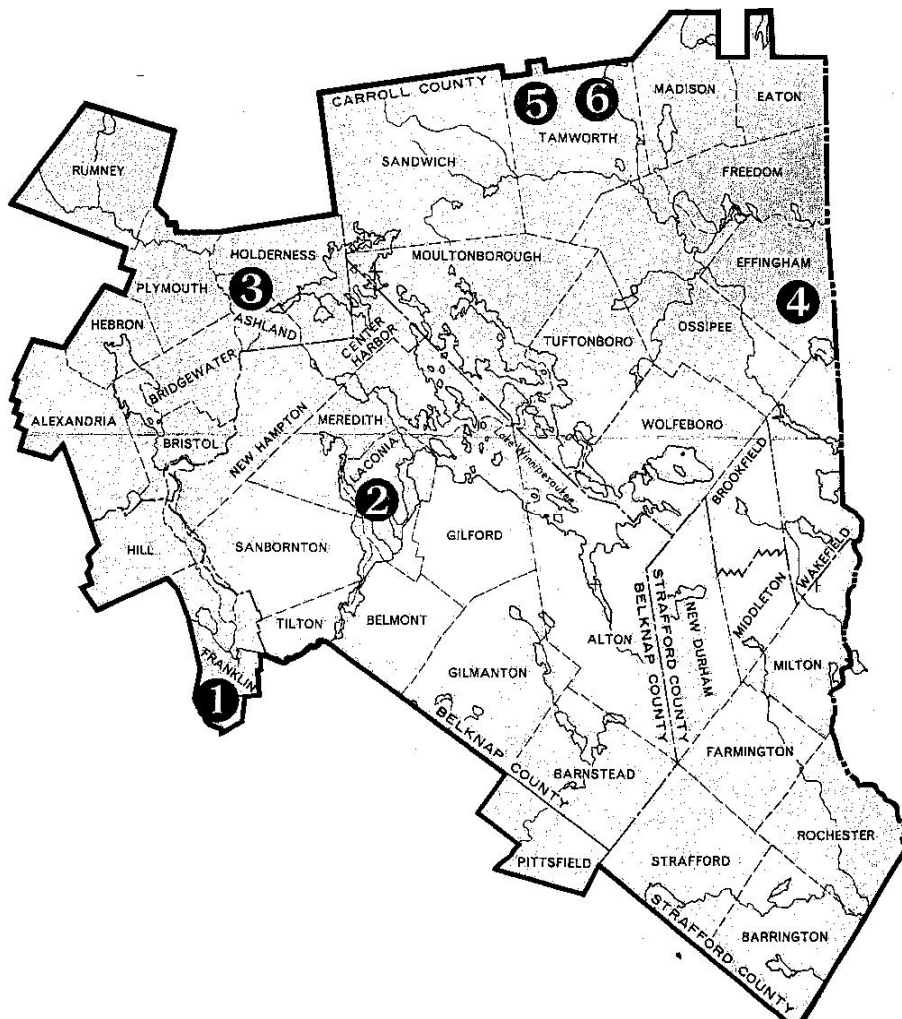 CARROLL COUNTY
5
6
MADISON
EATON
TAMWORTH
SANDWICH
RUMNEY
FREEDOM
HOLDERNESS
MOULTONBOROUGH
EFFINGHAM
PLYMOUTH
3
4
HEBRON
ASHLAND
CENTER
HARBOR
OSSIPEE
TUFTONBORO
BRIDGEWATER
ALEXANDRIA
MEREDITH
WOLFEBORO
BRISTOL
NEW HAMPTON
LACONIA
Lake Winnipesaukee
BROOKFIELD
2
GILFORD
HILL
SANBORNTON
WAKEFIELD
MIDDLETON
TILTON
BELMONT
ALTON
STRAFFORD COUNTY
BELKNAP COUNTY
NEW DURHAM
MILTON
FRANKLIN
1
GILMANTON
BELKNAP COUNTY
FARMINGTON
BARNSTEAD
ROCHESTER
PITTSFIELD
STRAFFORD
STRAFFORD COUNTY
BARRINGTON